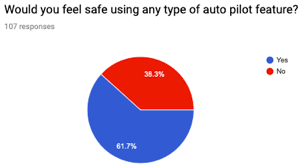 Would you feel safe using any type of auto pilot feature?
107 responses
Yes
No
38.3%
61.7%